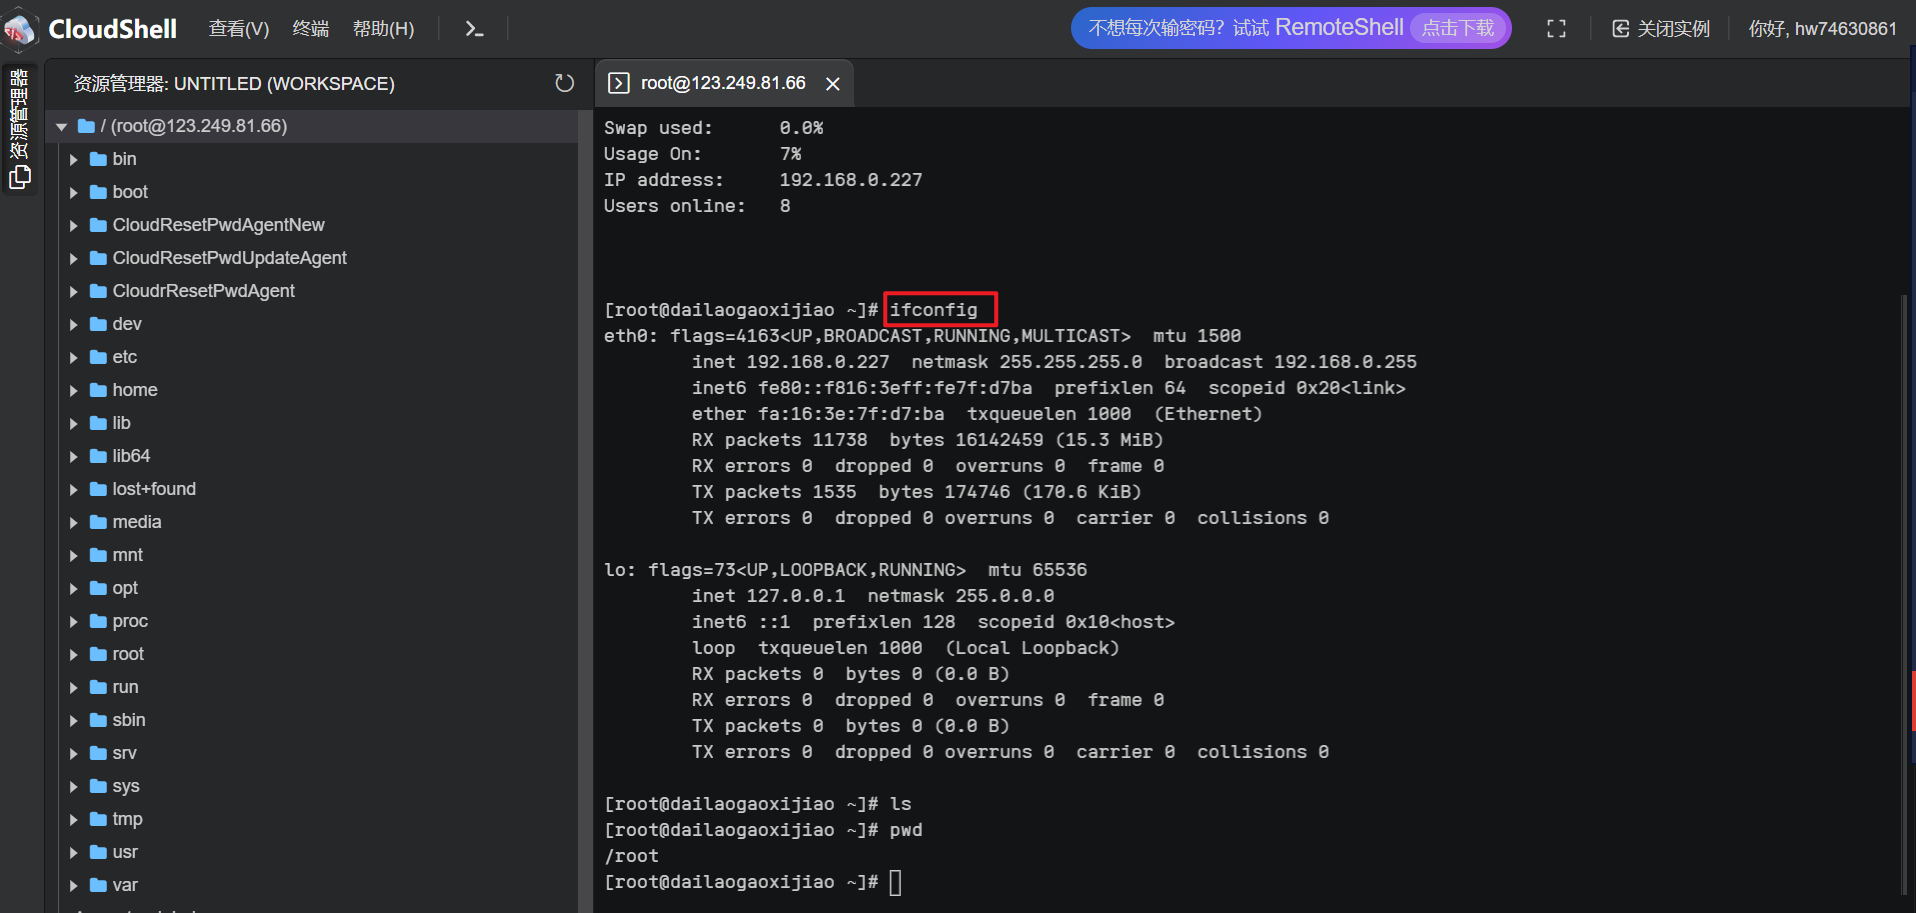 CloudShell 查看(V) 终端 帮助(H) 不想每次输密码? 试试 RemoteShell 点击下载 关闭实例 你好, hw74630861
资源管理器
资源管理器: UNTITLED (WORKSPACE)
/ (root@123.249.81.66)
bin
boot
CloudResetPwdAgentNew
CloudResetPwdUpdateAgent
CloudrResetPwdAgent
dev
etc
home
lib
lib64
lost+found
media
mnt
opt
proc
root
run
sbin
srv
sys
tmp
usr
var
root@123.249.81.66
Swap used: 0.0%
Usage On: 7%
IP address: 192.168.0.227
Users online: 8
[root@dailaogaoxijiao ~]# ifconfig
eth0: flags=4163<UP,BROADCAST,RUNNING,MULTICAST> mtu 1500
inet 192.168.0.227 netmask 255.255.255.0 broadcast 192.168.0.255
inet6 fe80::f816:3eff:fe7f:d7ba prefixlen 64 scopeid 0x20<link>
ether fa:16:3e:7f:d7:ba txqueuelen 1000 (Ethernet)
RX packets 11738 bytes 16142459 (15.3 MiB)
RX errors 0 dropped 0 overruns 0 frame 0
TX packets 1535 bytes 174746 (170.6 KiB)
TX errors 0 dropped 0 overruns 0 carrier 0 collisions 0
lo: flags=73<UP,LOOPBACK,RUNNING> mtu 65536
inet 127.0.0.1 netmask 255.0.0.0
inet6 ::1 prefixlen 128 scopeid 0x10<host>
loop txqueuelen 1000 (Local Loopback)
RX packets 0 bytes 0 (0.0 B)
RX errors 0 dropped 0 overruns 0 frame 0
TX packets 0 bytes 0 (0.0 B)
TX errors 0 dropped 0 overruns 0 carrier 0 collisions 0
[root@dailaogaoxijiao ~]# ls
[root@dailaogaoxijiao ~]# pwd
/root
[root@dailaogaoxijiao ~]#